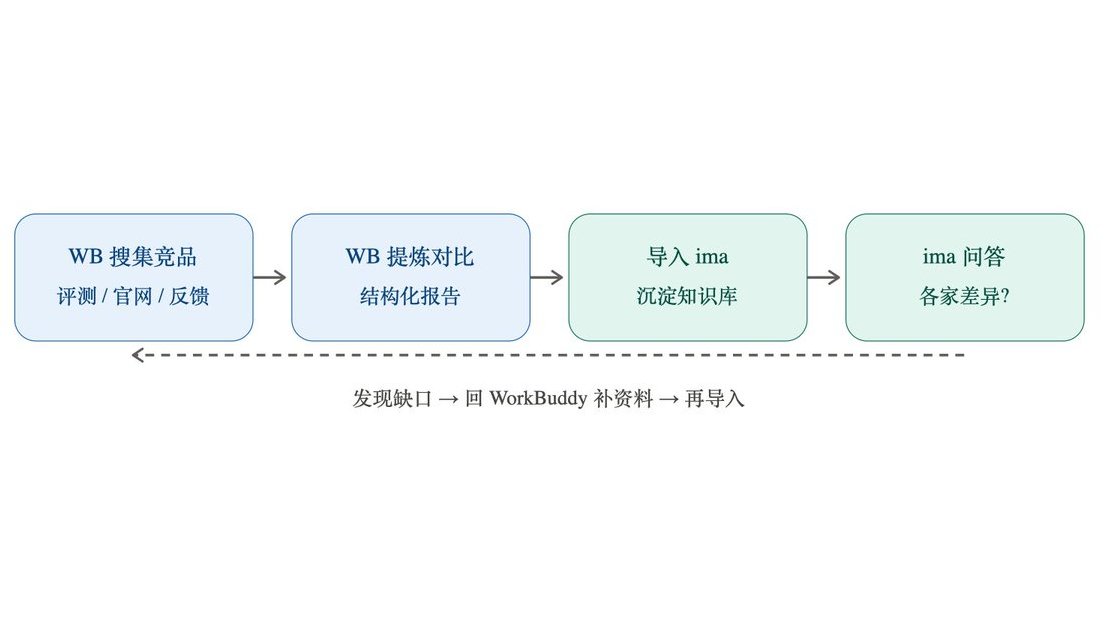 WB 搜集竞品
评测 / 官网 / 反馈
WB 提炼对比
结构化报告
导入 ima
沉淀知识库
ima 问答
各家差异?
发现缺口 → 回 WorkBuddy 补资料 → 再导入